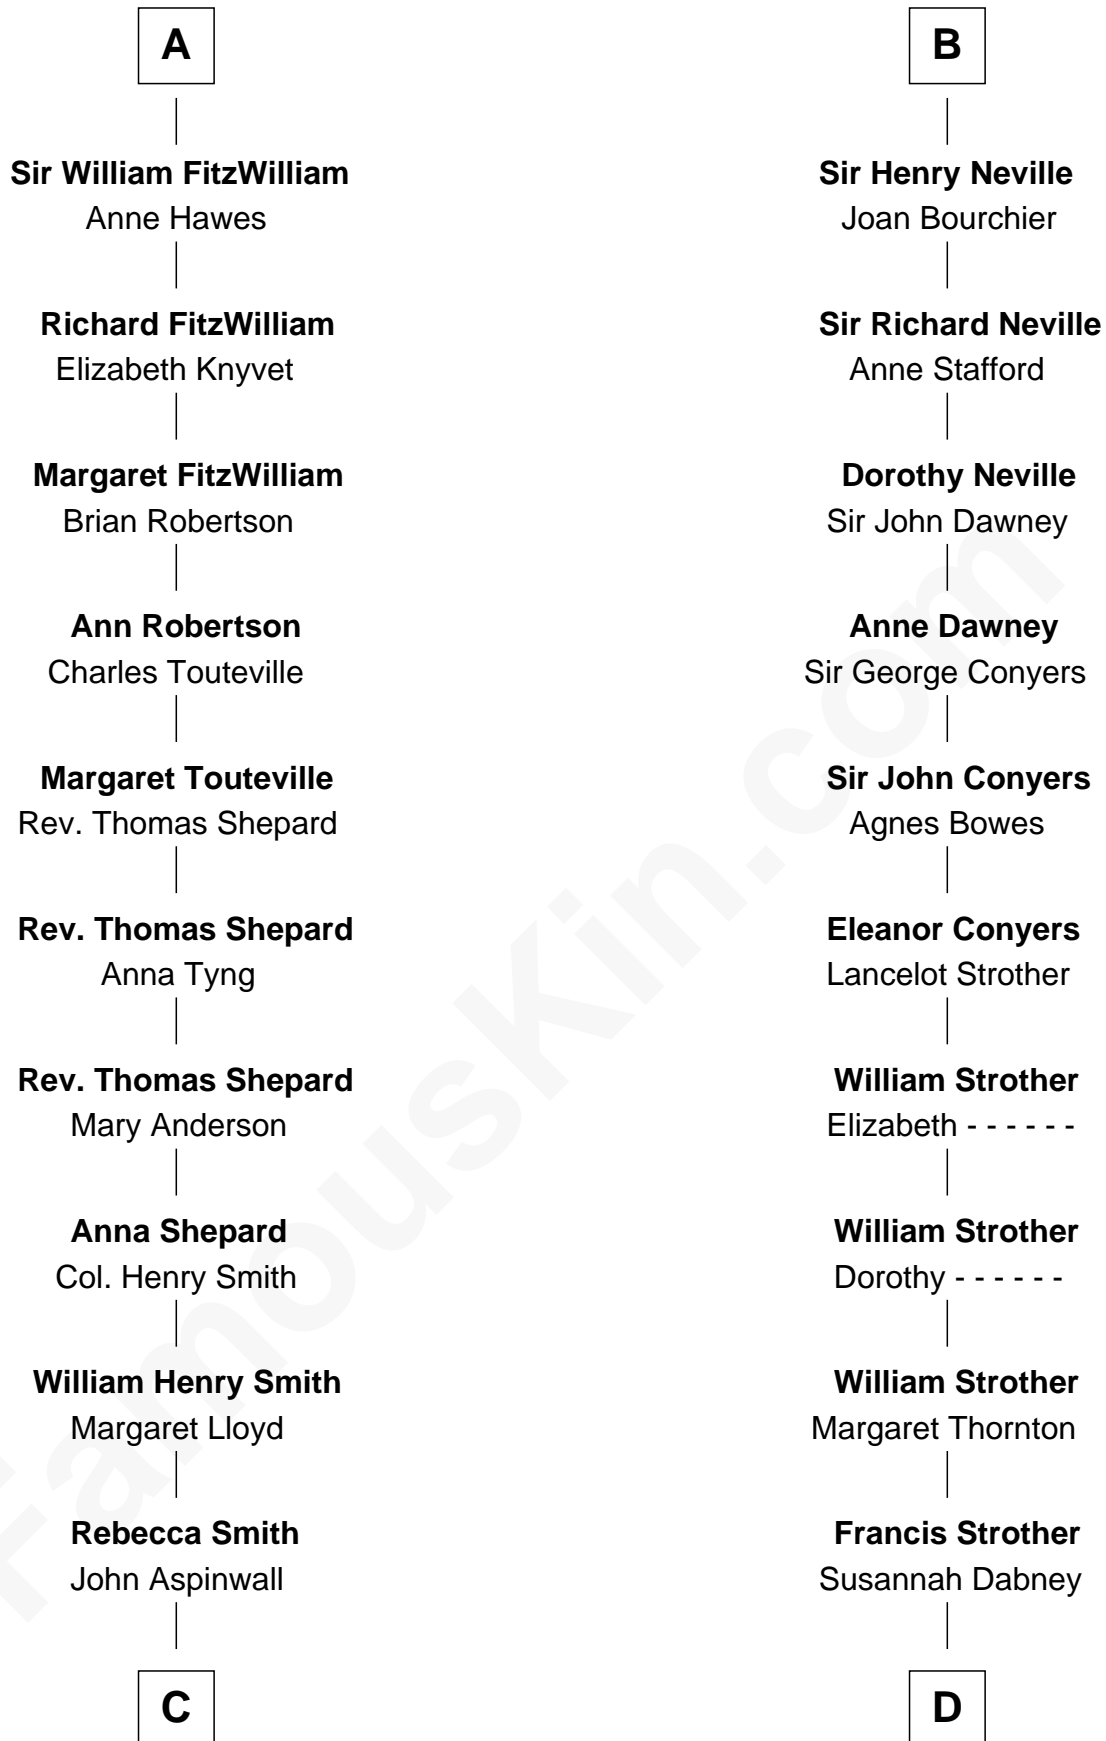 A
Sir William FitzWilliam
Anne Hawes
Richard FitzWilliam
Elizabeth Knyvet
Margaret FitzWilliam
Brian Robertson
Ann Robertson
Charles Touteville
Margaret Touteville
Rev. Thomas Shepard
Rev. Thomas Shepard
Anna Tyng
Rev. Thomas Shepard
Mary Anderson
Anna Shepard
Col. Henry Smith
William Henry Smith
Margaret Lloyd
Rebecca Smith
John Aspinwall
C
B
Sir Henry Neville
Joan Bourchier
Sir Richard Neville
Anne Stafford
Dorothy Neville
Sir John Dawney
Anne Dawney
Sir George Conyers
Sir John Conyers
Agnes Bowes
Eleanor Conyers
Lancelot Strother
William Strother
Elizabeth - - - - - -
William Strother
Dorothy - - - - - -
William Strother
Margaret Thornton
Francis Strother
Susannah Dabney
D
FamousKin.com